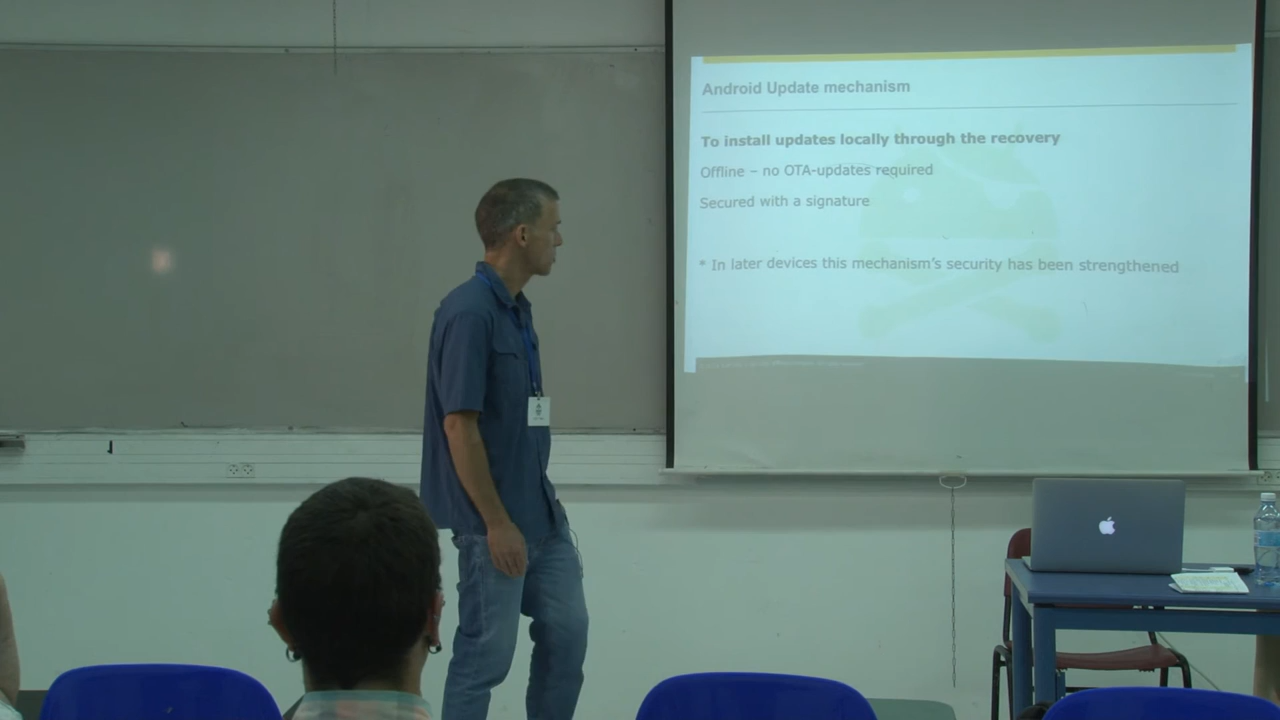 Android Update mechanism
To install updates locally through the recovery
Offline – no OTA-updates required
Secured with a signature
* In later devices this mechanism's security has been strengthened